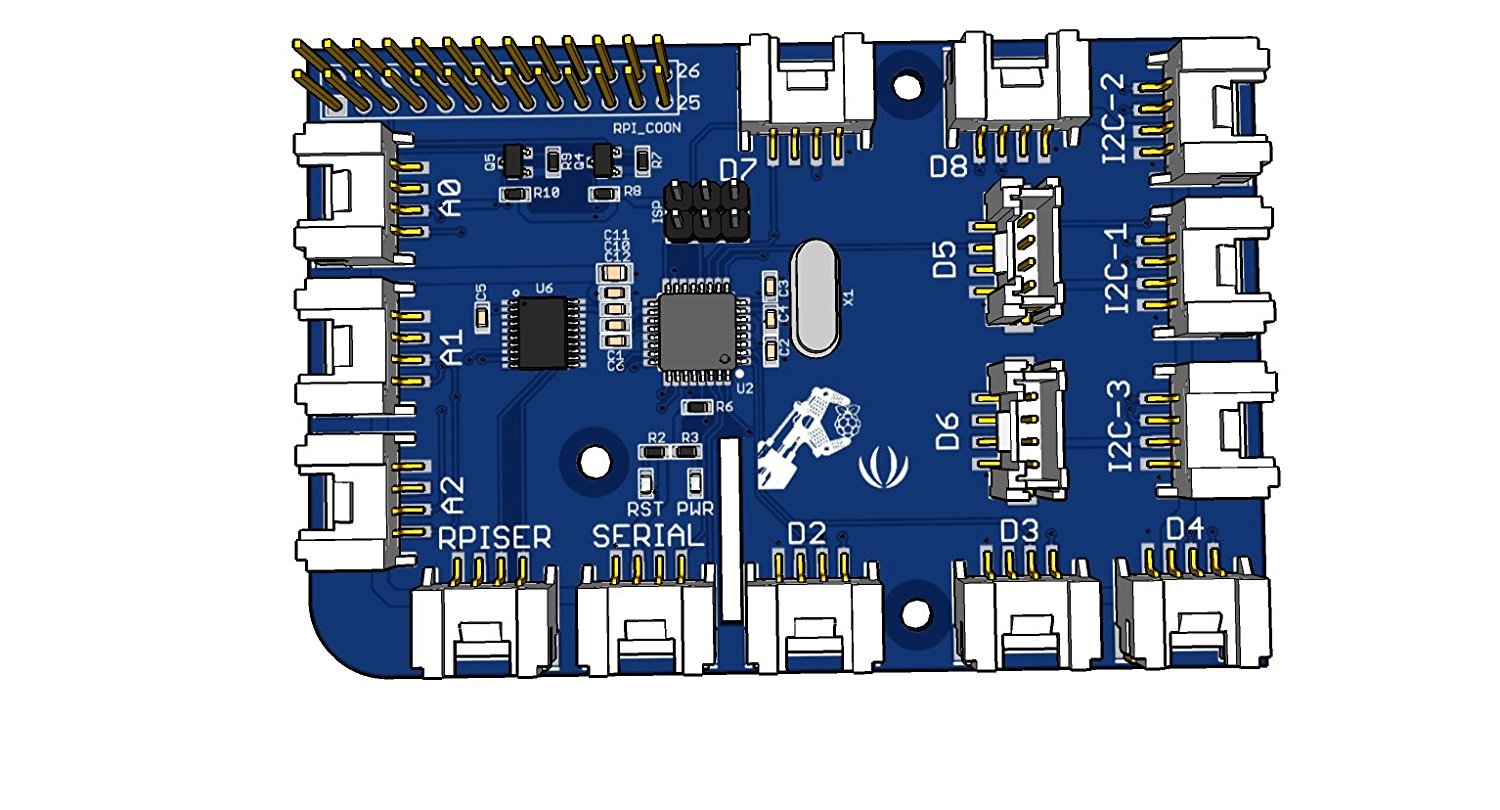 26
25
RPI_COON
Q5
R9
Q4
R7
R10
R8
D7
D8
I2C-2
A0
ISP
C11
C10
C12
D5
I2C-1
C5
U6
C3
C4
C2
X1
A1
C1
C6
U2
R6
D6
I2C-3
R2
R3
A2
RST
PWR
RPISER
SERIAL
D2
D3
D4